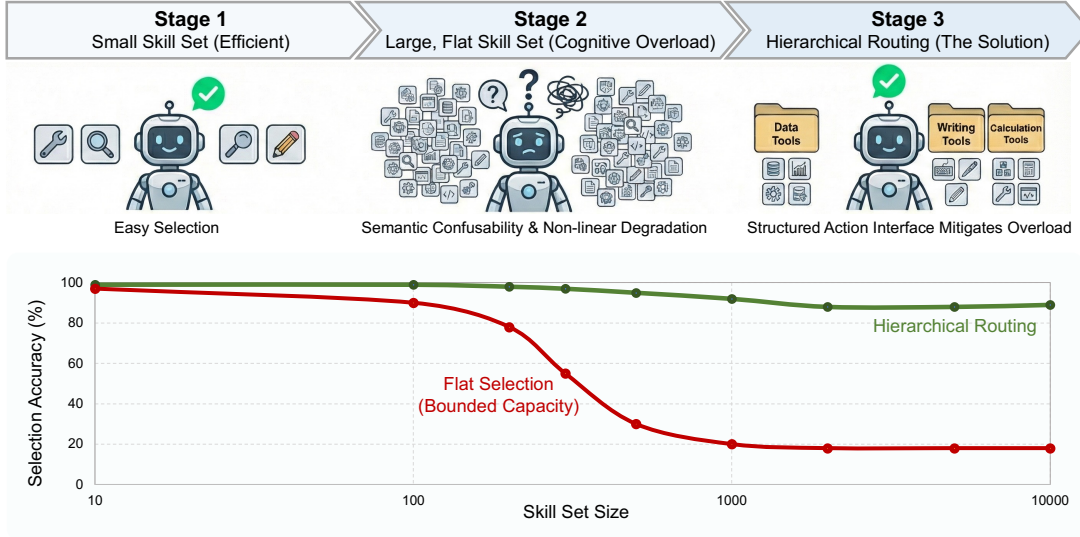 Stage 1
Small Skill Set (Efficient)
Stage 2
Large, Flat Skill Set (Cognitive Overload)
Stage 3
Hierarchical Routing (The Solution)
?
?
Data
Tools
Writing
Tools
Calculation
Tools
Easy Selection
Semantic Confusability & Non-linear Degradation
Structured Action Interface Mitigates Overload
Selection Accuracy (%)
100
80
60
40
20
0
Hierarchical Routing
Flat Selection
(Bounded Capacity)
10
100
1000
10000
Skill Set Size